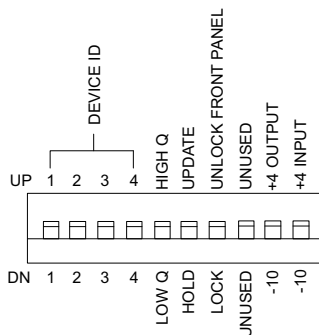 DEVICE ID
HIGH Q
UPDATE
UNLOCK FRONT PANEL
UNUSED
+4 OUTPUT
+4 INPUT
UP 1 2 3 4
DN 1 2 3 4
LOW Q
HOLD
LOCK
UNUSED
-10
-10